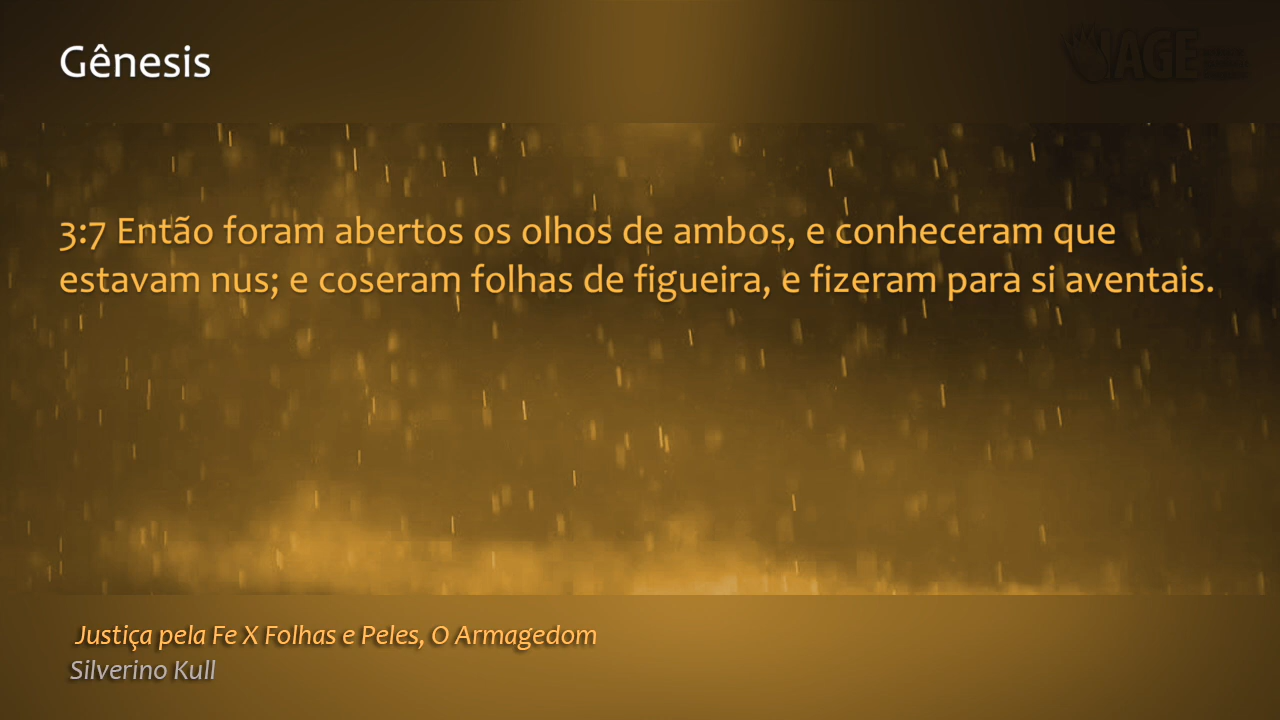 Gênesis
IAGE
3:7 Então foram abertos os olhos de ambos, e conheceram que
estavam nus; e coseram folhas de figueira, e fizeram para si aventais.
Justiça pela Fe X Folhas e Peles, O Armagedom
Silverino Kull